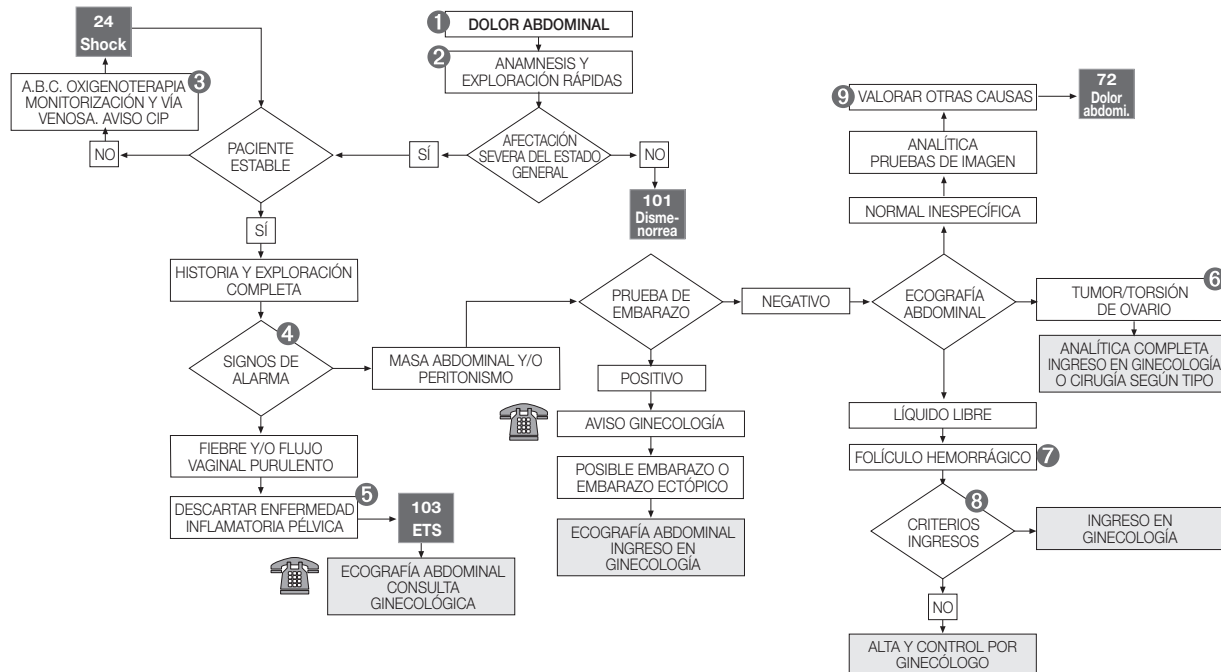 1 DOLOR ABDOMINAL
2 ANAMNESIS Y
EXPLORACIÓN RÁPIDAS
AFECTACIÓN
SEVERA DEL ESTADO
GENERAL
NO
101
Disme-
norrea
SÍ
PACIENTE
ESTABLE
NO
3
A.B.C. OXIGENOTERAPIA
MONITORIZACIÓN Y VÍA
VENOSA. AVISO CIP
24
Shock
SÍ
HISTORIA Y EXPLORACIÓN
COMPLETA
4
SIGNOS DE
ALARMA
MASA ABDOMINAL Y/O
PERITONISMO
FIEBRE Y/O FLUJO
VAGINAL PURULENTO
5
DESCARTAR ENFERMEDAD
INFLAMATORIA PÉLVICA
103
ETS
ECOGRAFÍA ABDOMINAL
CONSULTA
GINECOLÓGICA
PRUEBA DE
EMBARAZO
POSITIVO
AVISO GINECOLOGÍA
POSIBLE EMBARAZO O
EMBARAZO ECTÓPICO
ECOGRAFÍA ABDOMINAL
INGRESO EN
GINECOLOGÍA
NEGATIVO
ECOGRAFÍA
ABDOMINAL
NORMAL INESPECÍFICA
ANALÍTICA
PRUEBAS DE IMAGEN
9 VALORAR OTRAS CAUSAS
72
Dolor
abdomi.
6
TUMOR/TORSIÓN
DE OVARIO
ANALÍTICA COMPLETA
INGRESO EN GINECOLOGÍA
O CIRUGÍA SEGÚN TIPO
LÍQUIDO LIBRE
FOLÍCULO HEMORRÁGICO 7
8
CRITERIOS
INGRESOS
INGRESO EN
GINECOLOGÍA
NO
ALTA Y CONTROL POR
GINECÓLOGO